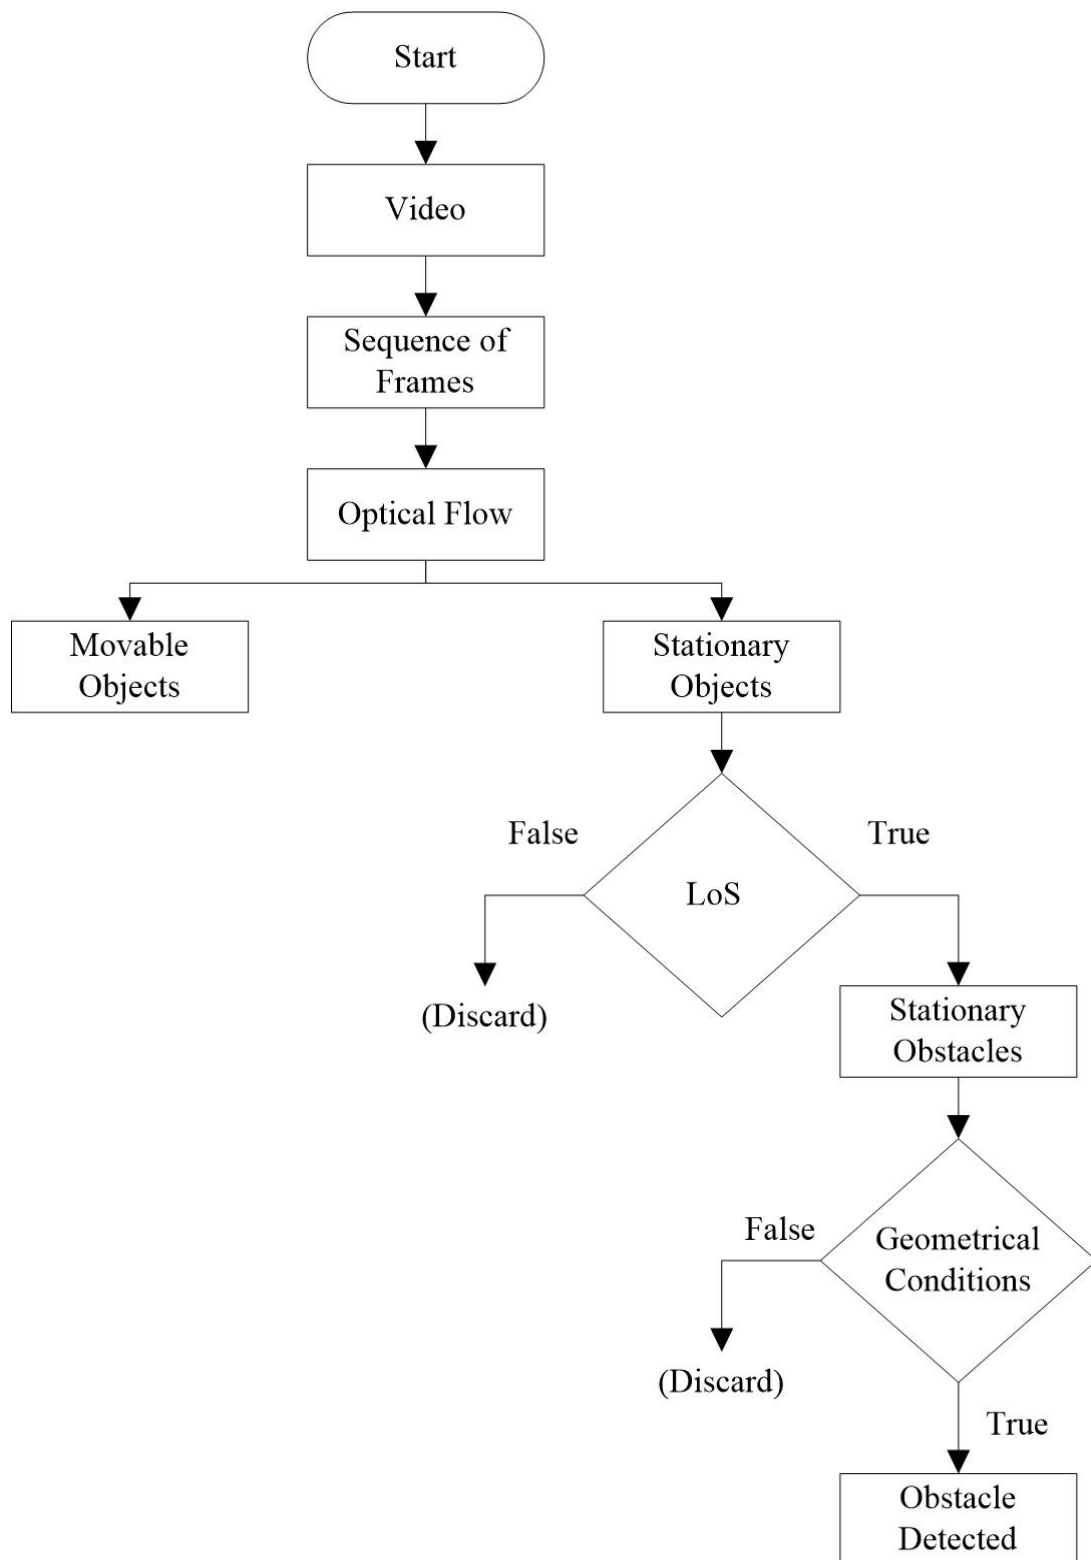 Start
Video
Sequence of
Frames
Optical Flow
Movable
Objects
Stationary
Objects
False
True
LoS
(Discard)
Stationary
Obstacles
False
Geometrical
Conditions
(Discard)
True
Obstacle
Detected